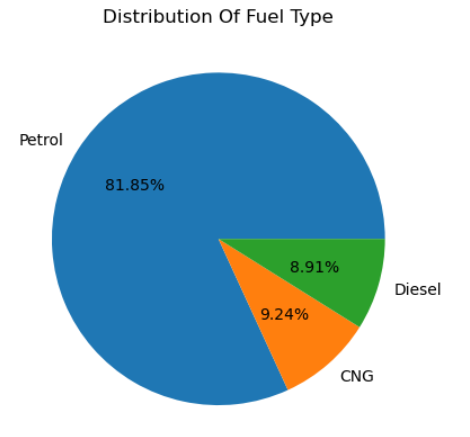 Distribution Of Fuel Type
Petrol
81.85%
8.91%
Diesel
9.24%
CNG